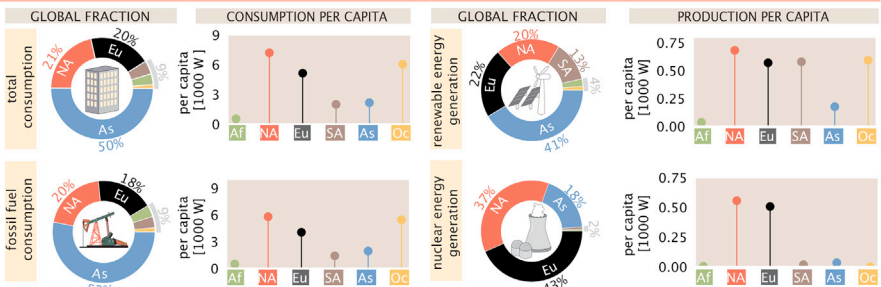 GLOBAL FRACTION
CONSUMPTION PER CAPITA
GLOBAL FRACTION
PRODUCTION PER CAPITA
total
consumption
21%
20%
9%
NA
Eu
As
50%
per capita
[1000 W ]
9
6
3
0
Af
NA
Eu
SA
As
Oc
renewable energy
generation
22%
20%
13%
4%
Eu
NA
SA
As
41%
per capita
[1000 W]
0.75
0.50
0.25
0.00
Af
NA
Eu
SA
As
Oc
fossil fuel
consumption
20%
18%
9%
NA
Eu
As
per capita
[1000 W]
9
6
3
0
Af
NA
Eu
SA
As
Oc
nuclear energy
generation
37%
18%
2%
NA
As
Eu
43%
per capita
[1000 W]
0.75
0.50
0.25
0.00
Af
NA
Eu
SA
As
Oc